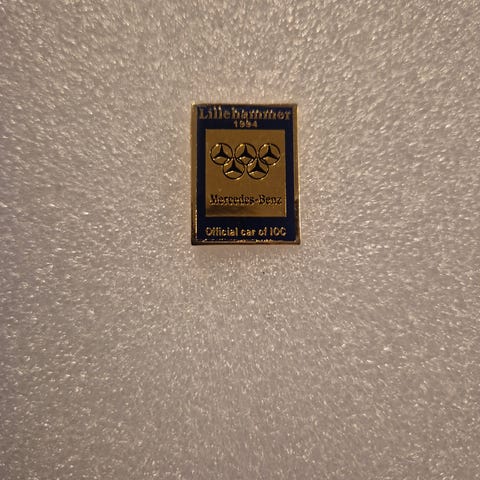 Lillehammer
1994
Mercedes-Benz
Official car of IOC